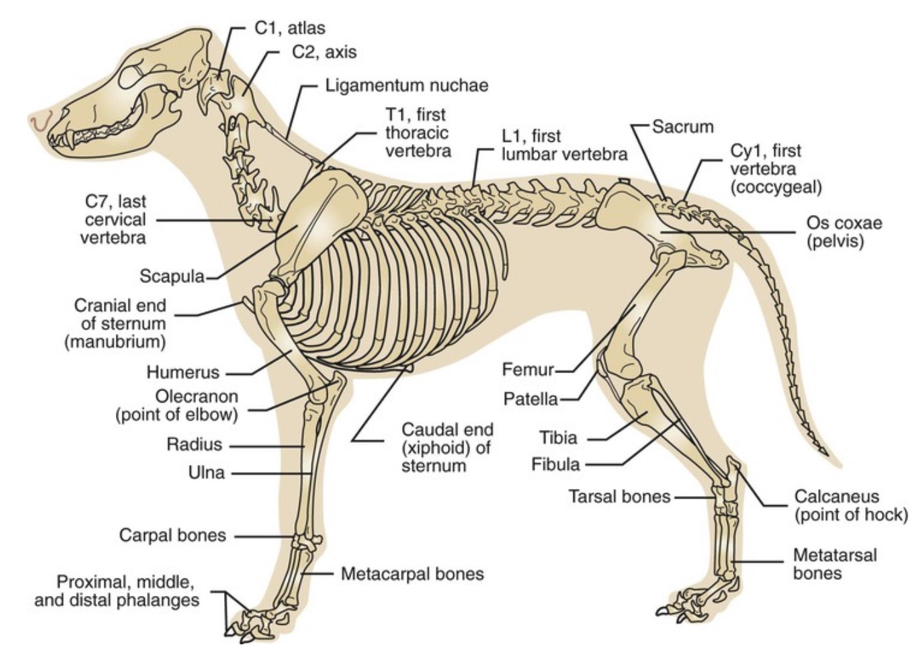 C1, atlas
C2, axis
Ligamentum nuchae
T1, first
thoracic
vertebra
L1, first
lumbar vertebra
Sacrum
Cy1, first
vertebra
(coccygeal)
C7, last
cervical
vertebra
Os coxae
(pelvis)
Scapula
Cranial end
of sternum
(manubrium)
Humerus
Olecranon
(point of elbow)
Femur
Patella
Caudal end
(xiphoid) of
sternum
Radius
Ulna
Tibia
Fibula
Tarsal bones
Calcaneus
(point of hock)
Carpal bones
Metacarpal bones
Metatarsal
bones
Proximal, middle,
and distal phalanges